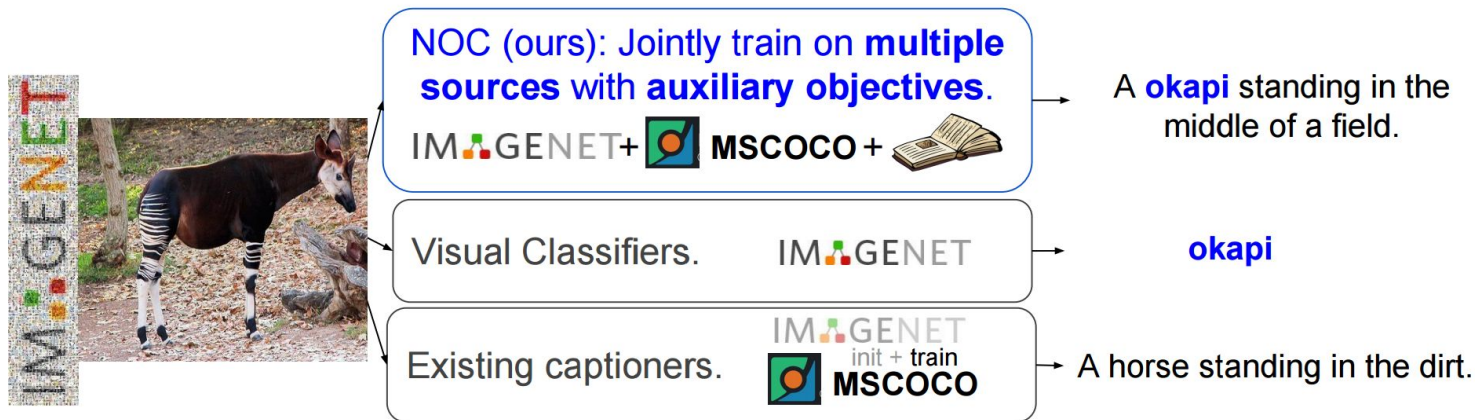 IMAGENET
NOC (ours): Jointly train on multiple
sources with auxiliary objectives.
IMAGENET+ MSCOCO +
A okapi standing in the
middle of a field.
Visual Classifiers. IMAGENET
okapi
Existing captioners.
IMAGENET
init + train
MSCOCO
A horse standing in the dirt.